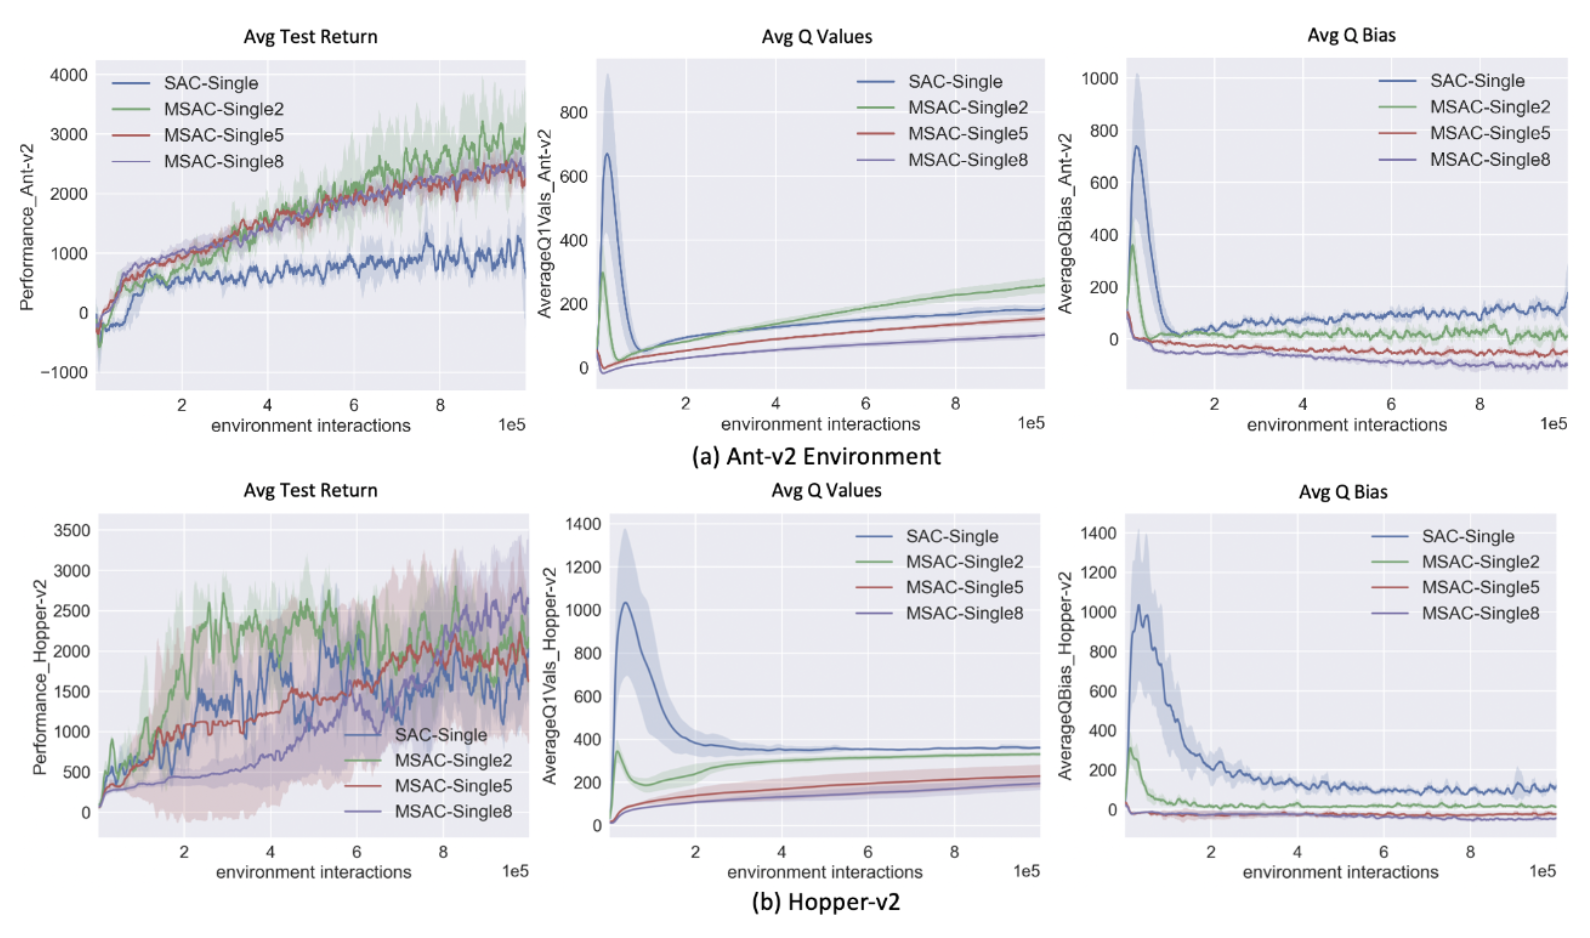 Avg Test Return
Performance_Ant-v2
4000
3000
2000
1000
0
−1000
SAC-Single
MSAC-Single2
MSAC-Single5
MSAC-Single8
2 4 6 8
environment interactions 1e5
Avg Q Values
AverageQ1Vals_Ant-v2
800
600
400
200
0
SAC-Single
MSAC-Single2
MSAC-Single5
MSAC-Single8
2 4 6 8
environment interactions 1e5
Avg Q Bias
AverageQBias_Ant-v2
1000
800
600
400
200
0
SAC-Single
MSAC-Single2
MSAC-Single5
MSAC-Single8
2 4 6 8
environment interactions 1e5
(a) Ant-v2 Environment
Avg Test Return
Performance_Hopper-v2
3500
3000
2500
2000
1500
1000
500
0
SAC-Single
MSAC-Single2
MSAC-Single5
MSAC-Single8
2 4 6 8
environment interactions 1e5
Avg Q Values
AverageQ1Vals_Hopper-v2
1400
1200
1000
800
600
400
200
0
SAC-Single
MSAC-Single2
MSAC-Single5
MSAC-Single8
2 4 6 8
environment interactions 1e5
Avg Q Bias
AverageQBias_Hopper-v2
1400
1200
1000
800
600
400
200
0
SAC-Single
MSAC-Single2
MSAC-Single5
MSAC-Single8
2 4 6 8
environment interactions 1e5
(b) Hopper-v2